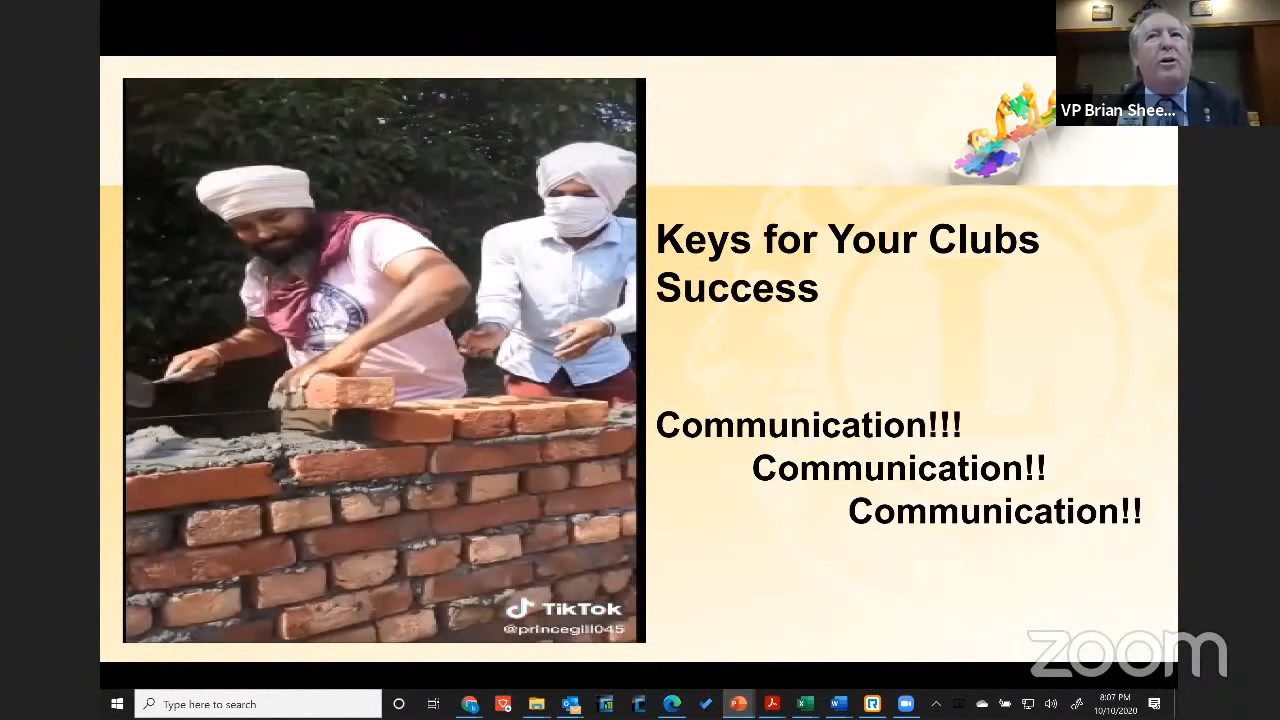 VP Brian Shee...
Keys for Your Clubs
Success
Communication!!!
Communication!!
Communication!!
TikTok
@princegill045
zoom
Type here to search
8:07 PM
10/10/2020